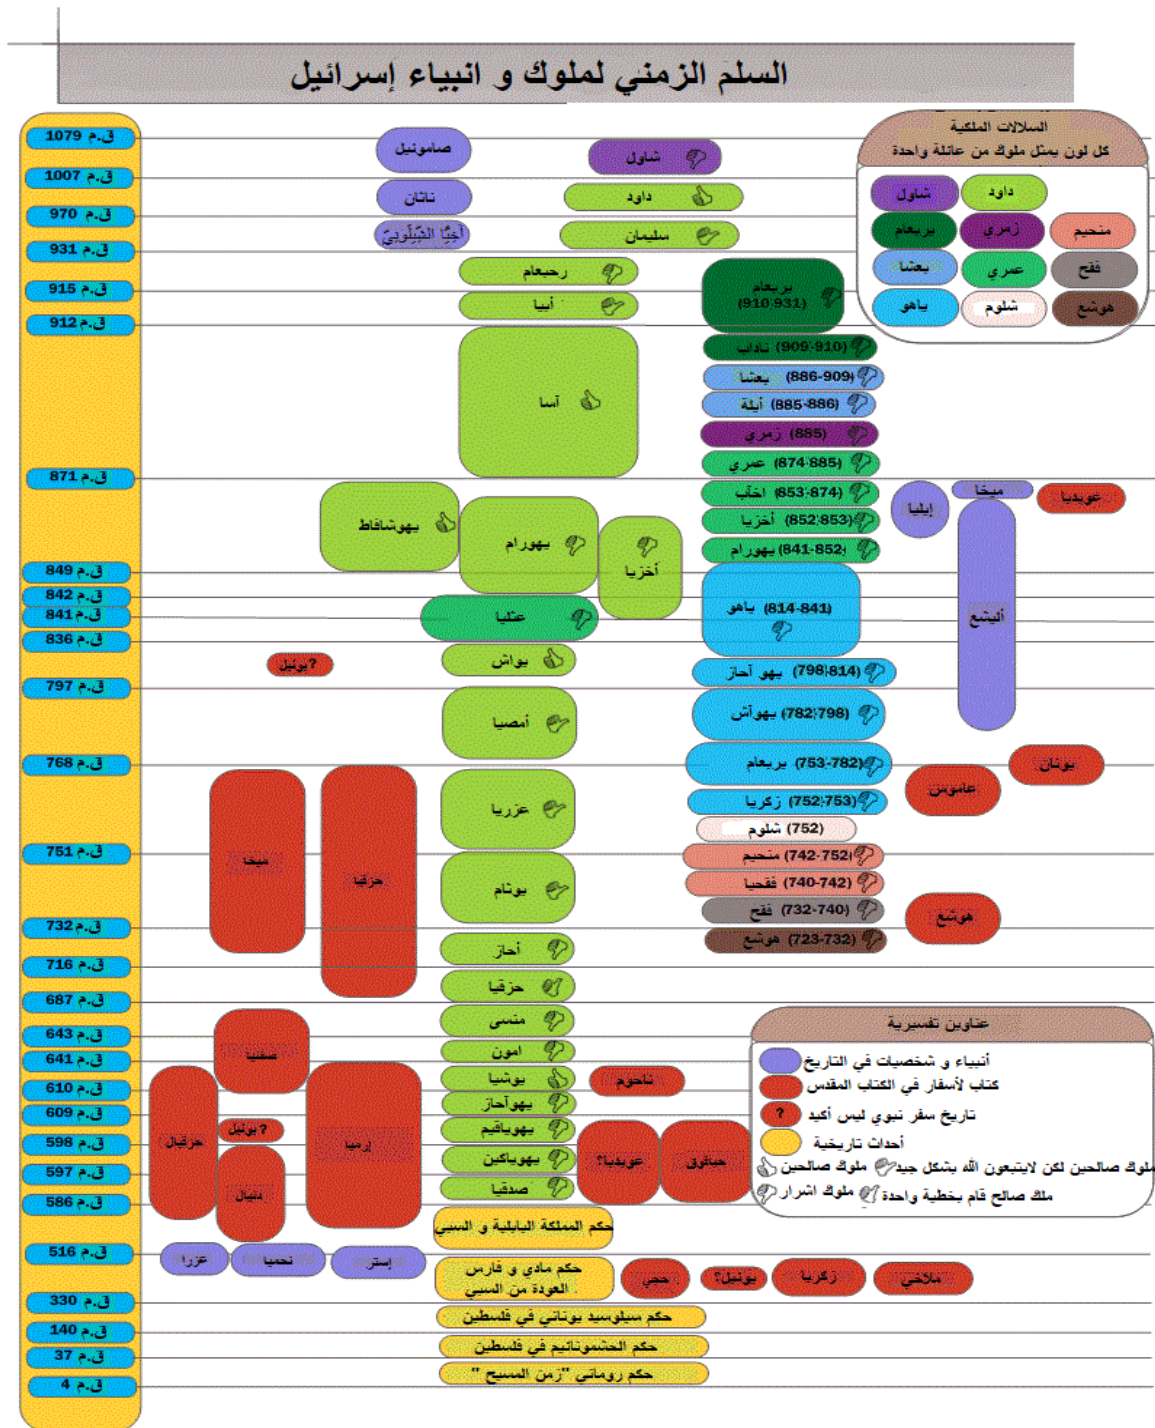 السلم الزمني لملوك و انبياء إسرائيل
السلالات الملكية
كل لون يمثل ملوك من عائلة واحدة
شاول
داود
يربعام
زمري
منحيم
بعشا
عمري
فقح
ياهو
شلوم
هوشع
1079 ق.م
صاموئيل
شاول
1007 ق.م
ناثان
داود
970 ق.م
أخيَّا الشيلُونِيّ
سليمان
931 ق.م
رحبعام
يربعام
(910-931)
915 ق.م
أبيا
912 ق.م
آسا
ناداب (909-910)
بعشا (886-909)
أيلة (885-886)
زمري (885)
عمري (874-885)
871 ق.م
اخآب (853-874)
إيليا
ميخا
عوبديا
يهوشافاط
يهورام
أخزيا
أخزيا (852-853)
يهورام (841-852)
849 ق.م
842 ق.م
841 ق.م
836 ق.م
عثليا
ياهو (814-841)
أليشع
يواش
يوئيل?
يهو آحاز (798-814)
797 ق.م
أمصيا
يهوآش (782-798)
768 ق.م
يربعام (753-782)
يونان
عاموس
ميخا
حزقيا
عزريا
زكريا (752-753)
شلوم (752)
751 ق.م
منحيم (742-752)
يوثام
فقحيا (740-742)
فقح (732-740)
هوشع
732 ق.م
هوشع (723-732)
أحاز
716 ق.م
حزقيا
687 ق.م
منسى
643 ق.م
امون
641 ق.م
صفنيا
يوشيا
ناحوم
610 ق.م
يهوآحاز
609 ق.م
يهوياقيم
598 ق.م
حزقيال
يوئيل?
إرميا
يهوياكين
عوبديا؟
حبقوق
597 ق.م
دنيال
صدقيا
586 ق.م
عناوين تفسيرية
أنبياء و شخصيات في التاريخ
كتاب لأسفار في الكتاب المقدس
? تاريخ سفر نبوي ليس أكيد
أحداث تاريخية
ملوك صالحين
ملوك صالحين لكن لايتبعون الله بشكل جيد
ملوك اشرار
ملك صالح قام بخطية واحدة
حكم المملكة البابلية و السبي
516 ق.م
عزرا
نحميا
إستر
حكم مادي و فارس
العودة من السبي
حجي
يوئيل؟
زكريا
ملاخي
330 ق.م
حكم سيلوسيد يوناني في فلسطين
140 ق.م
حكم الحشمونائيم في فلسطين
37 ق.م
حكم روماني "زمن المسيح "
4 ق.م